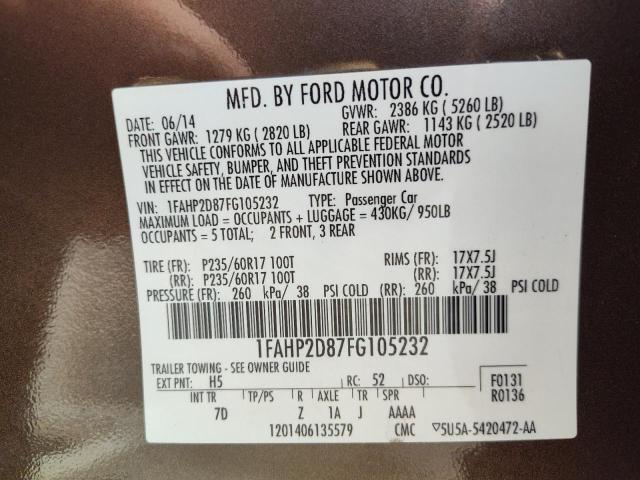 MFD. BY FORD MOTOR CO.
DATE: 06/14 GVWR: 2386 KG ( 5260 LB)
FRONT GAWR: 1279 KG ( 2820 LB) REAR GAWR: 1143 KG ( 2520 LB)
THIS VEHICLE CONFORMS TO ALL APPLICABLE FEDERAL MOTOR
VEHICLE SAFETY, BUMPER, AND THEFT PREVENTION STANDARDS
IN EFFECT ON THE DATE OF MANUFACTURE SHOWN ABOVE.
VIN: 1FAHP2D87FG105232 TYPE: Passenger Car
MAXIMUM LOAD = OCCUPANTS + LUGGAGE = 430KG/ 950LB
OCCUPANTS = 5 TOTAL; 2 FRONT, 3 REAR
TIRE (FR): P235/60R17 100T RIMS (FR): 17X7.5J
(RR): P235/60R17 100T (RR): 17X7.5J
PRESSURE (FR): 260 kPa/ 38 PSI COLD (RR): 260 kPa/ 38 PSI COLD
1FAHP2D87FG105232
TRAILER TOWING - SEE OWNER GUIDE
EXT PNT: H5 RC: 52 DSO: F0131
INT TR TP/PS R AXLE TR SPR R0136
7D Z 1A J AAAA
1201406135579 CMC ▽5U5A-5420472-AA